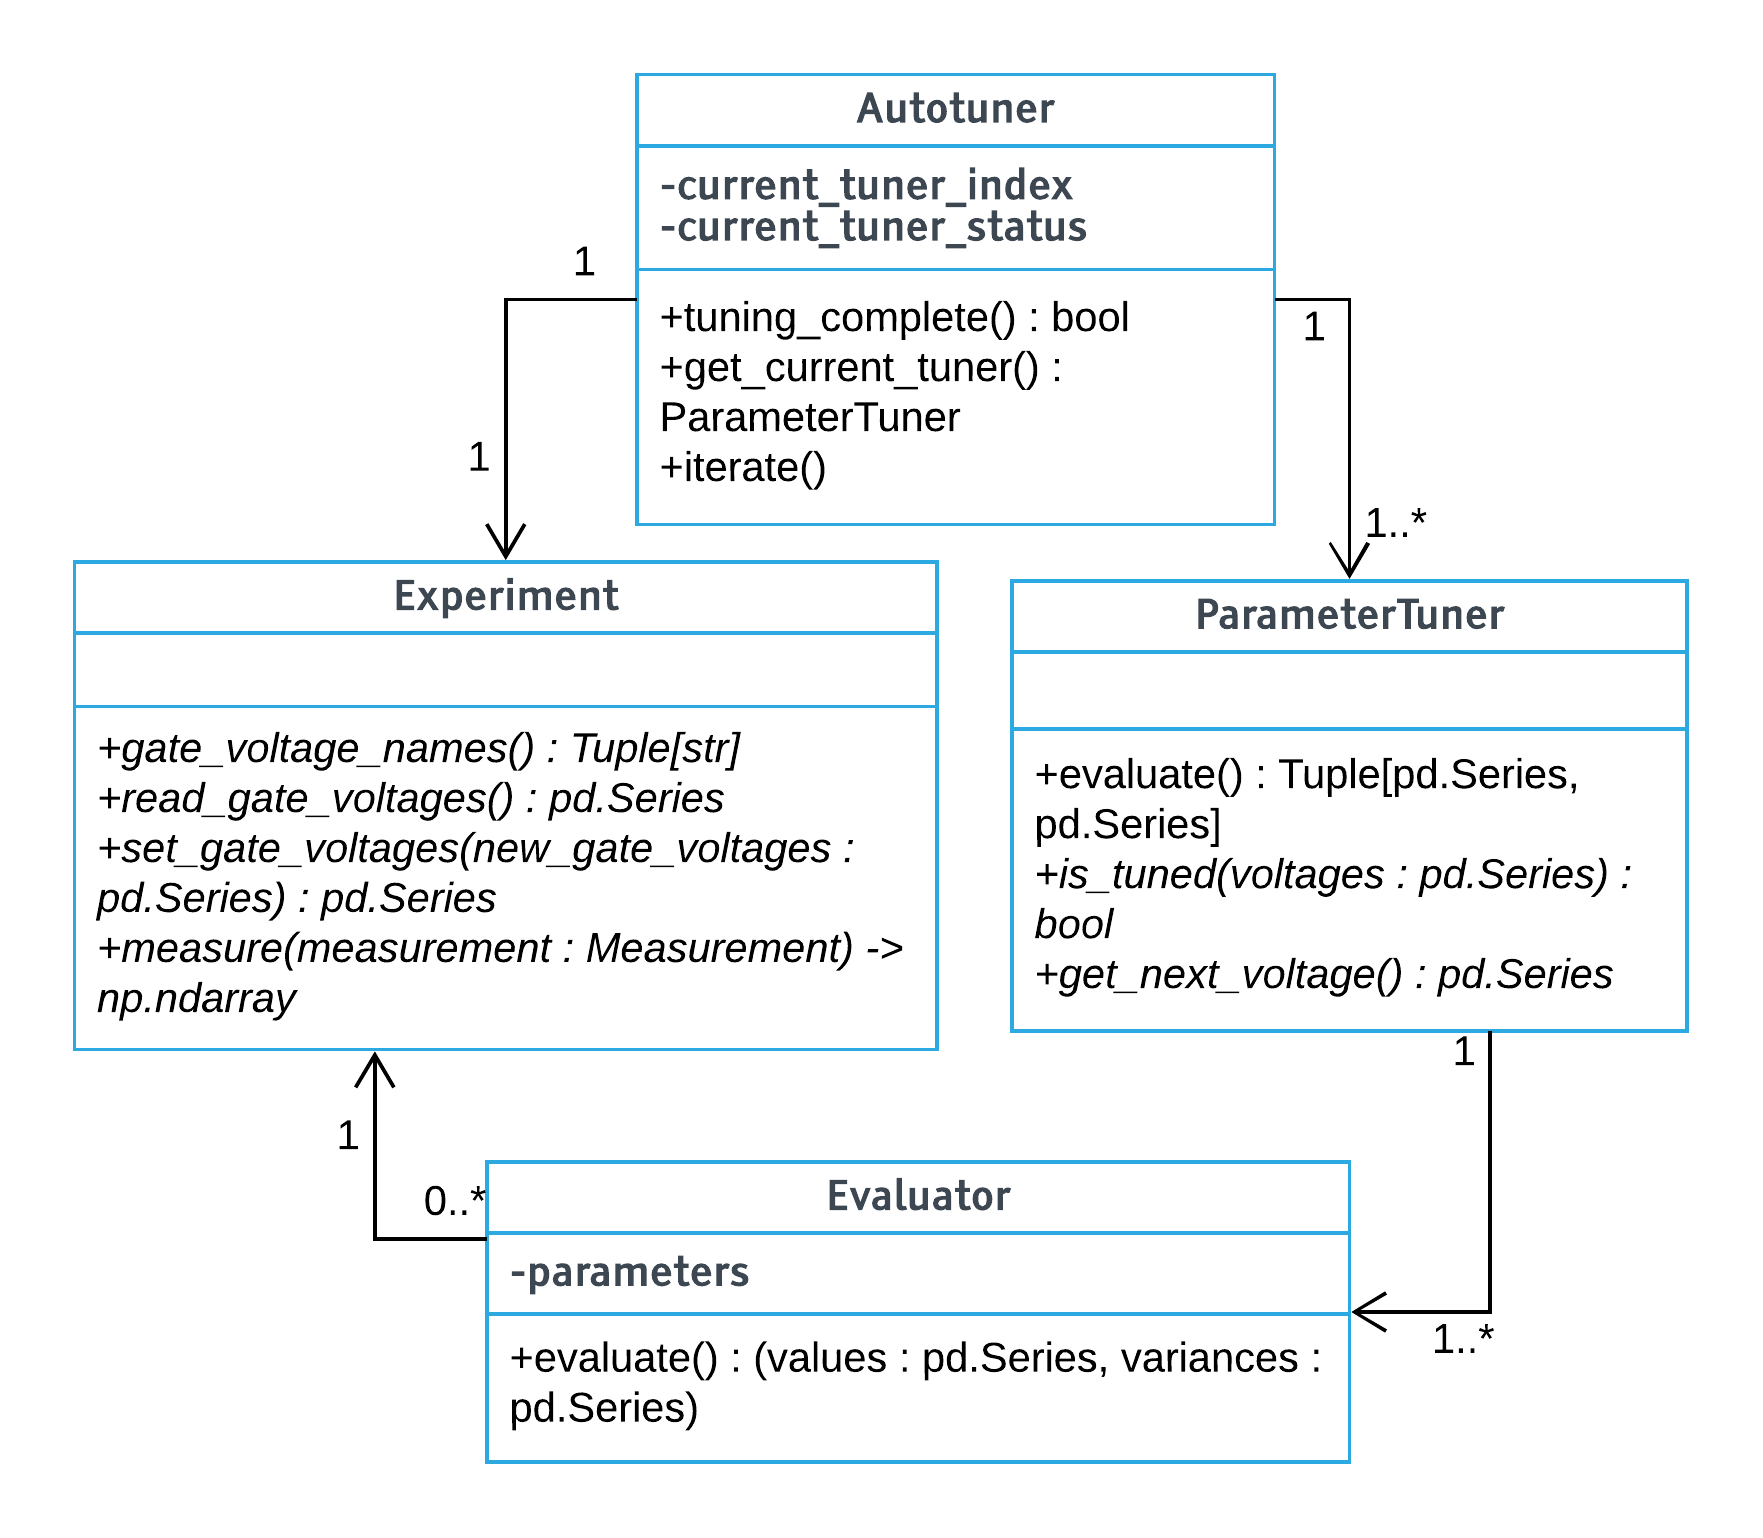 Autotuner
-current_tuner_index
-current_tuner_status
+tuning_complete() : bool
+get_current_tuner() :
ParameterTuner
+iterate()
1
1
1
1..*
Experiment
+gate_voltage_names() : Tuple[str]
+read_gate_voltages() : pd.Series
+set_gate_voltages(new_gate_voltages :
pd.Series) : pd.Series
+measure(measurement : Measurement) ->
np.ndarray
ParameterTuner
+evaluate() : Tuple[pd.Series,
pd.Series]
+is_tuned(voltages : pd.Series) :
bool
+get_next_voltage() : pd.Series
1
1
0..*
1..*
Evaluator
-parameters
+evaluate() : (values : pd.Series, variances :
pd.Series)